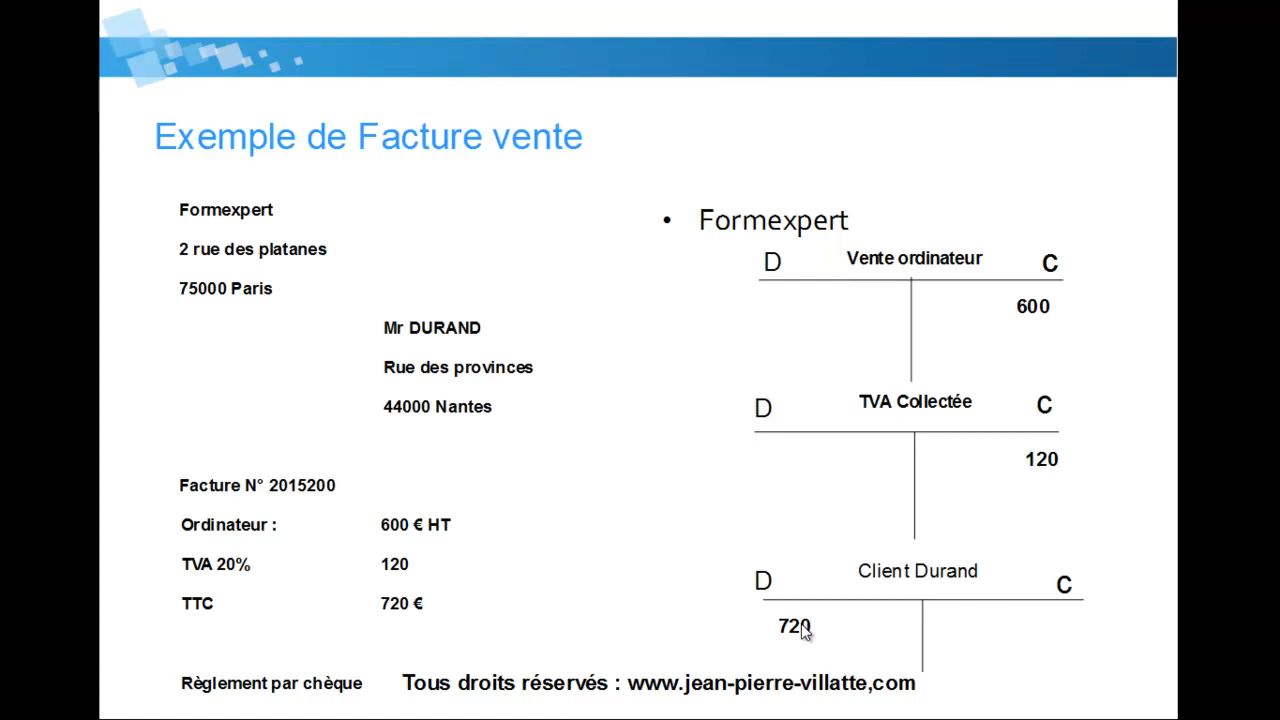 Exemple de Facture vente
Formexpert
2 rue des platanes
75000 Paris
Mr DURAND
Rue des provinces
44000 Nantes
Facture N° 2015200
Ordinateur : 600 € HT
TVA 20% 120
TTC 720 €
Règlement par chèque
• Formexpert
D Vente ordinateur C
600
D TVA Collectée C
120
D Client Durand C
720
Tous droits réservés : www.jean-pierre-villatte,com